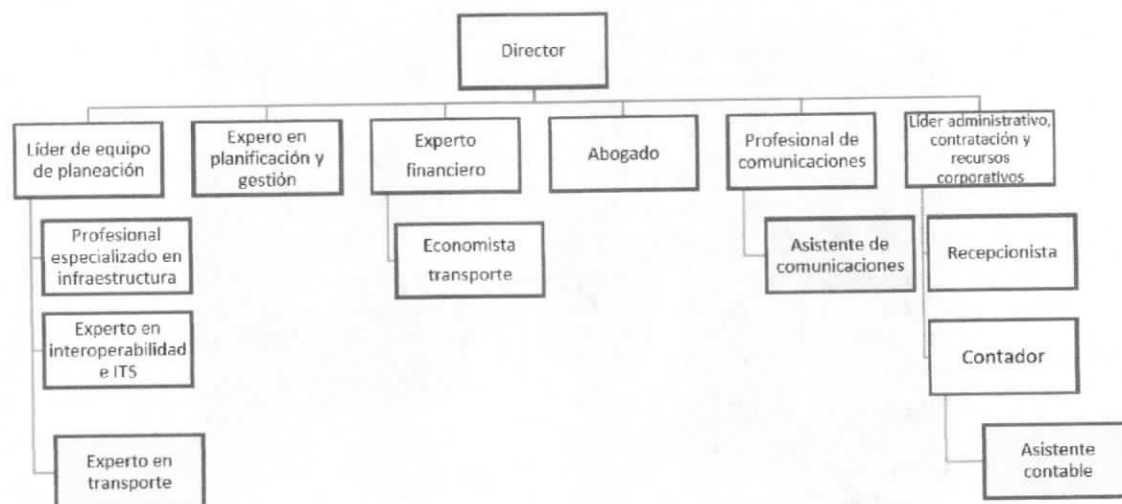 Director
Líder de equipo
de planeación
Expero en
planificación y
gestión
Experto
financiero
Abogado
Profesional de
comunicaciones
Líder administrativo,
contratación y
recursos
corporativos
Profesional
especializado en
infraestructura
Economista
transporte
Asistente de
comunicaciones
Recepcionista
Experto en
interoperabilidad
e ITS
Contador
Experto en
transporte
Asistente
contable